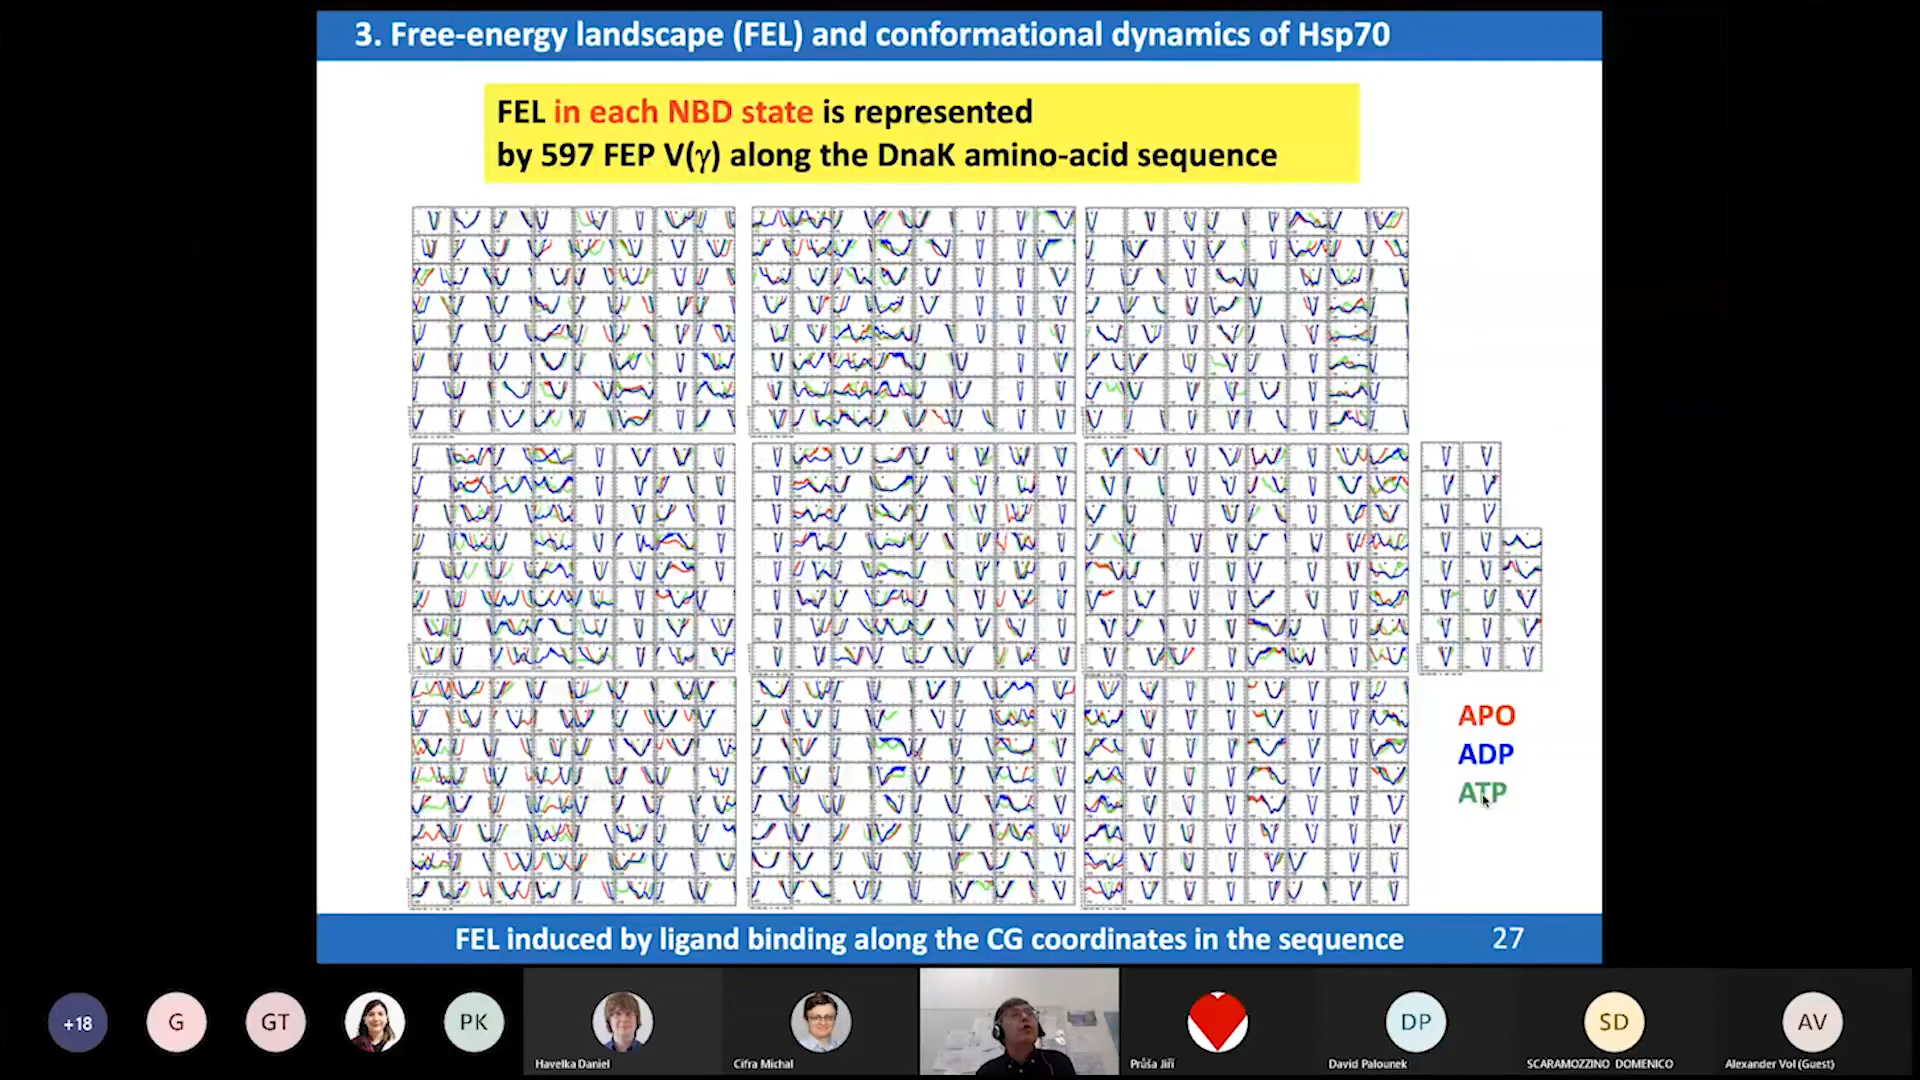 3. Free-energy landscape (FEL) and conformational dynamics of Hsp70
FEL in each NBD state is represented
by 597 FEP V(γ) along the DnaK amino-acid sequence
APO
ADP
ATP
FEL induced by ligand binding along the CG coordinates in the sequence
27
+18
G
GT
PK
DP
SD
AV
Havelka Daniel
Cifra Michal
Průša Jiří
David Palounek
SCARAMOZZINO DOMENICO
Alexander Vol (Guest)